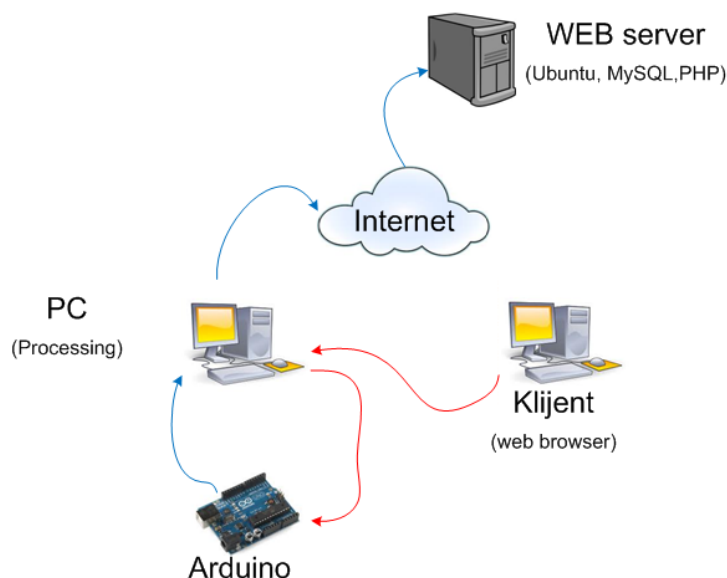 WEB server
(Ubuntu, MySQL,PHP)
Internet
PC
(Processing)
Klijent
(web browser)
Arduino